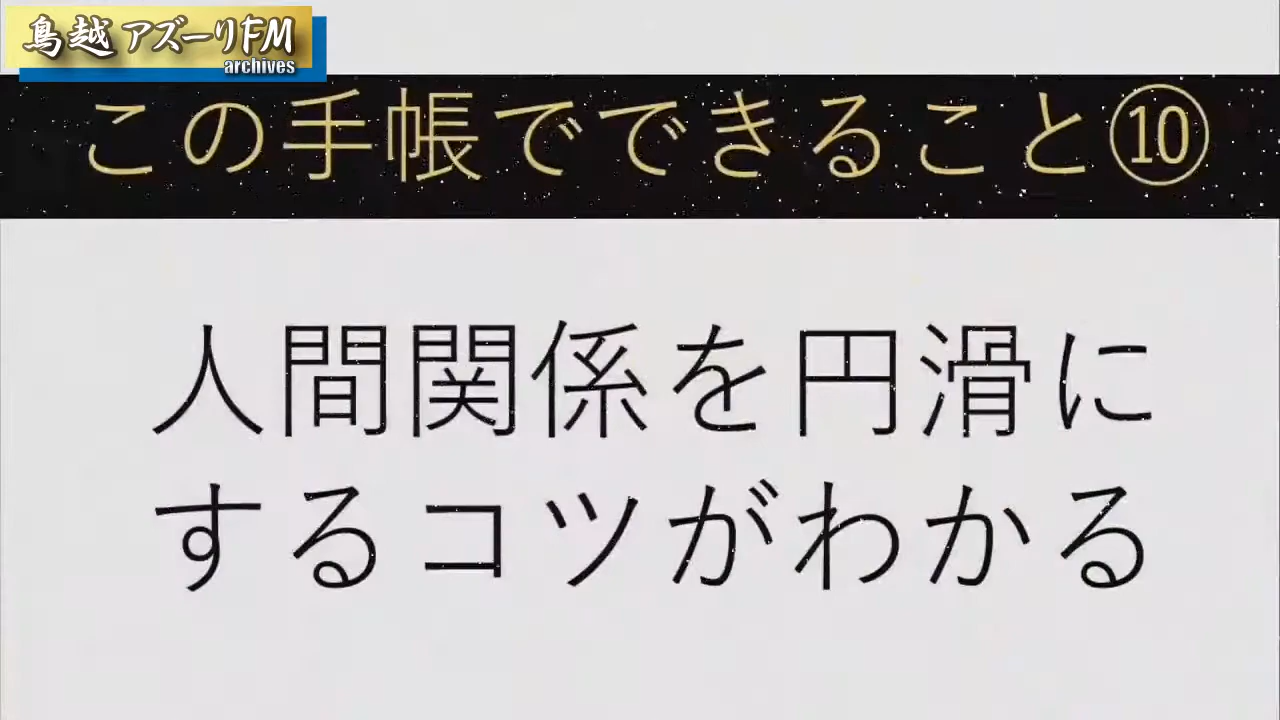 鳥越アズーリFM
archives
この手帳でできること⑩
人間関係を円滑に
するコツがわかる